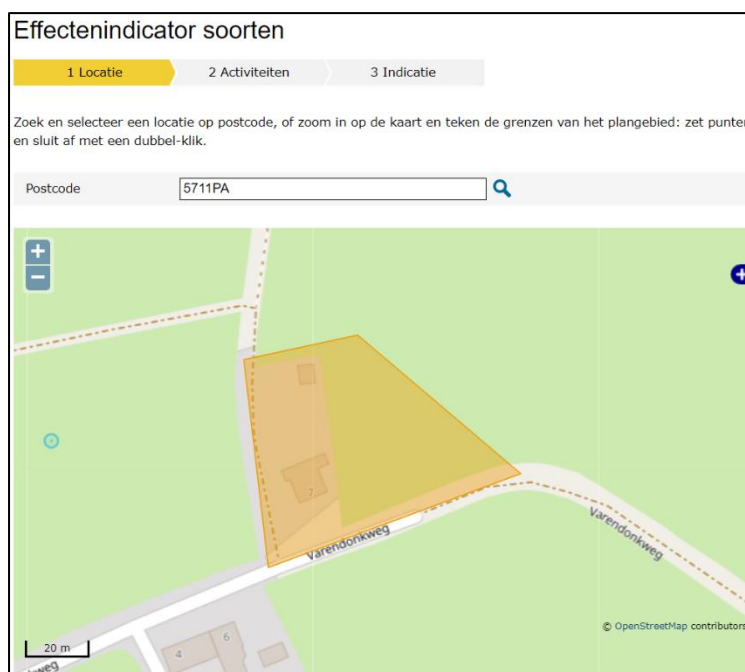 Effectenindicator soorten
1 Locatie
2 Activiteiten
3 Indicatie
Zoek en selecteer een locatie op postcode, of zoom in op de kaart en teken de grenzen van het plangebied: zet punten
en sluit af met een dubbel-klik.
Postcode
5711PA
+
−
+
7
Varendonkweg
Varendonkweg
6
4
© OpenStreetMap contributors
20 m
weg